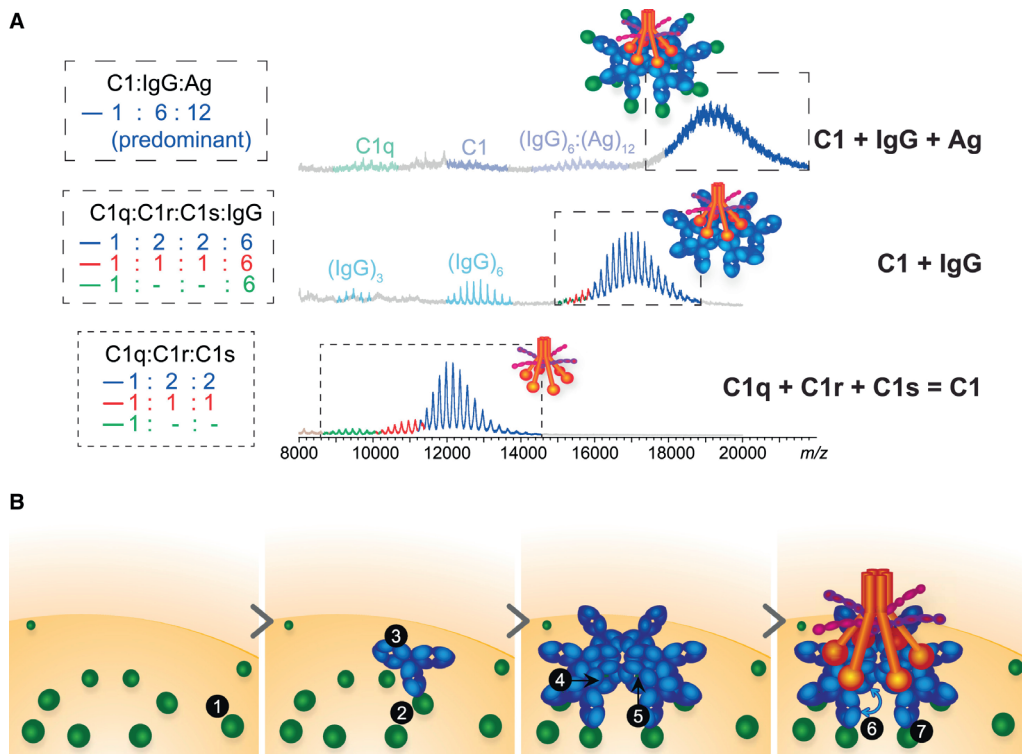 A
C1:IgG:Ag
— 1 : 6 : 12
(predominant)
C1q
C1
(IgG)₆:(Ag)₁₂
C1 + IgG + Ag
C1q:C1r:C1s:IgG
— 1 : 2 : 2 : 6
— 1 : 1 : 1 : 6
— 1 : - : - : 6
(IgG)₃
(IgG)₆
C1 + IgG
C1q:C1r:C1s
— 1 : 2 : 2
— 1 : 1 : 1
— 1 : - : -
C1q + C1r + C1s = C1
8000 10000 12000 14000 16000 18000 20000 m/z
B
1
2
3
4
5
6
7